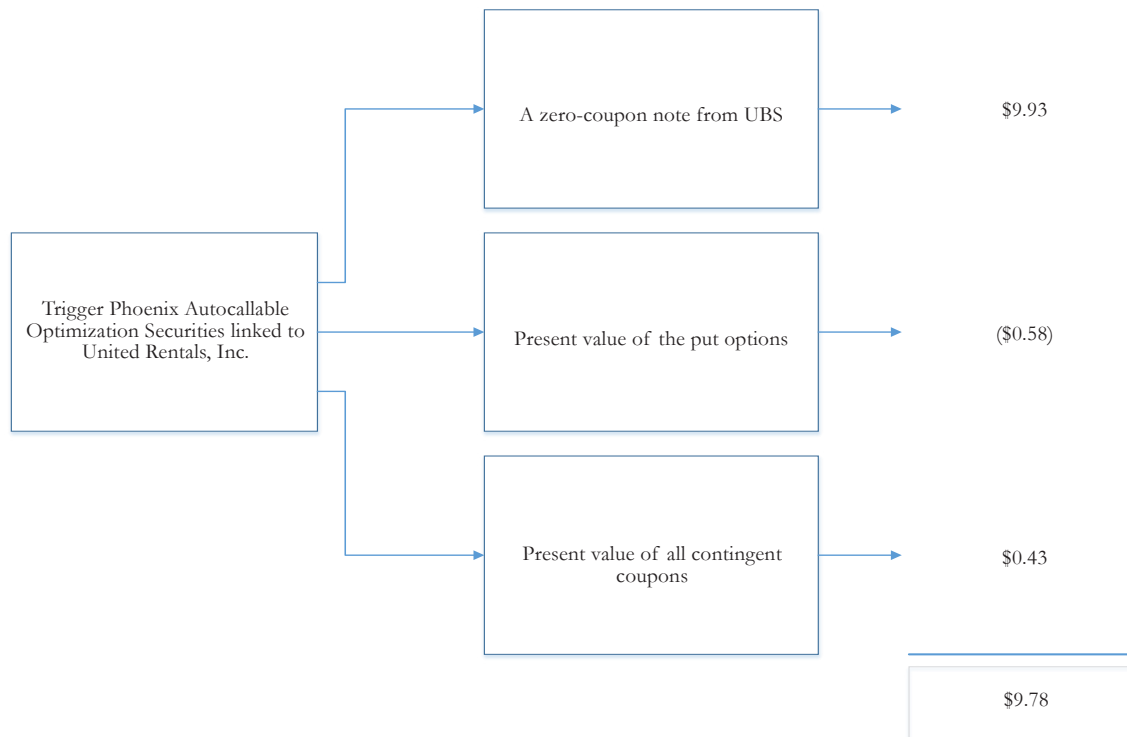 A zero-coupon note from UBS
$9.93
Trigger Phoenix Autocallable
Optimization Securities linked to
United Rentals, Inc.
Present value of the put options
($0.58)
Present value of all contingent
coupons
$0.43
$9.78